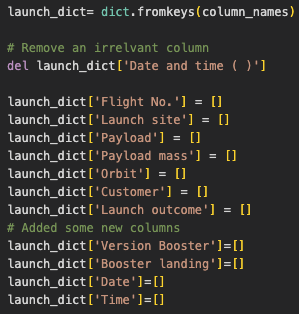 launch_dict= dict.fromkeys(column_names)
# Remove an irrelvant column
del launch_dict['Date and time ( )']
launch_dict['Flight No.'] = []
launch_dict['Launch site'] = []
launch_dict['Payload'] = []
launch_dict['Payload mass'] = []
launch_dict['Orbit'] = []
launch_dict['Customer'] = []
launch_dict['Launch outcome'] = []
# Added some new columns
launch_dict['Version Booster']=[]
launch_dict['Booster landing']=[]
launch_dict['Date']=[]
launch_dict['Time']=[]